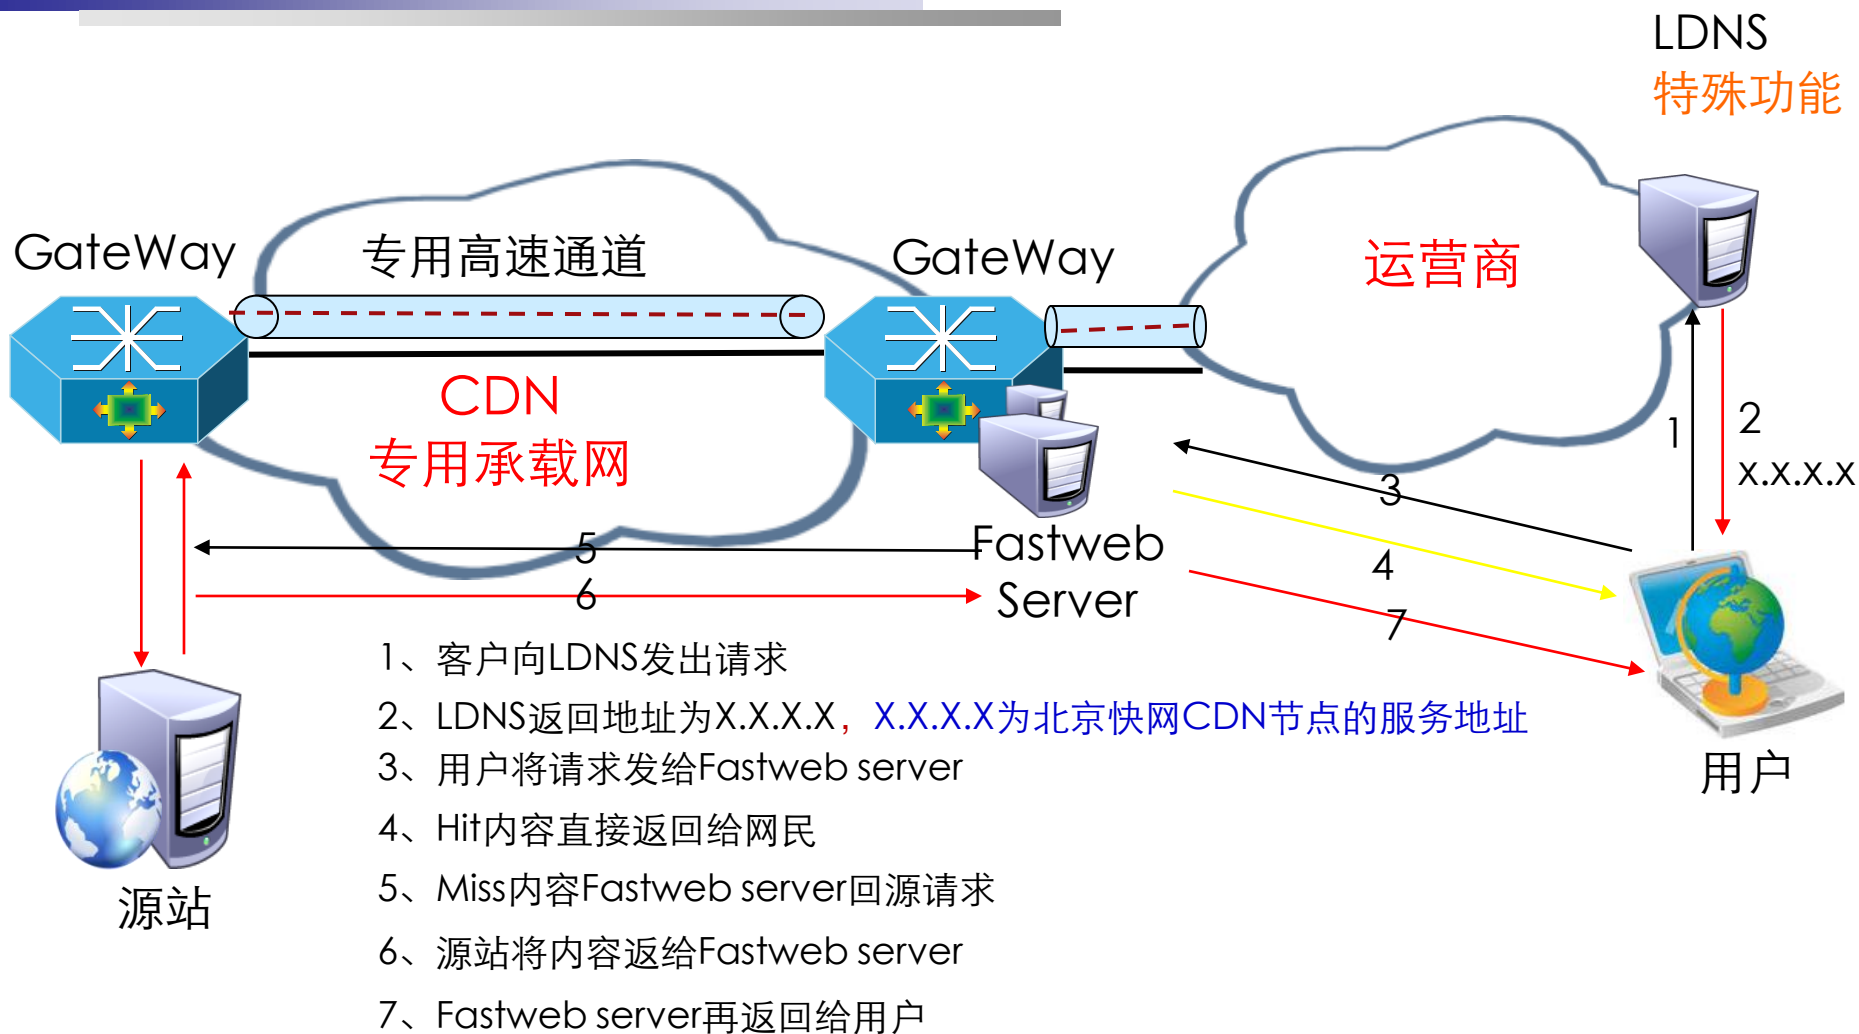 LDNS
特殊功能
GateWay
专用高速通道
GateWay
运营商
CDN
专用承载网
1
2
X.X.X.X
3
4
5
6
7
Fastweb
Server
1、客户向LDNS发出请求
2、LDNS返回地址为X.X.X.X，X.X.X.X为北京快网CDN节点的服务地址
3、用户将请求发给Fastweb server
4、Hit内容直接返回给网民
5、Miss内容Fastweb server回源请求
6、源站将内容返给Fastweb server
7、Fastweb server再返回给用户
用户
源站